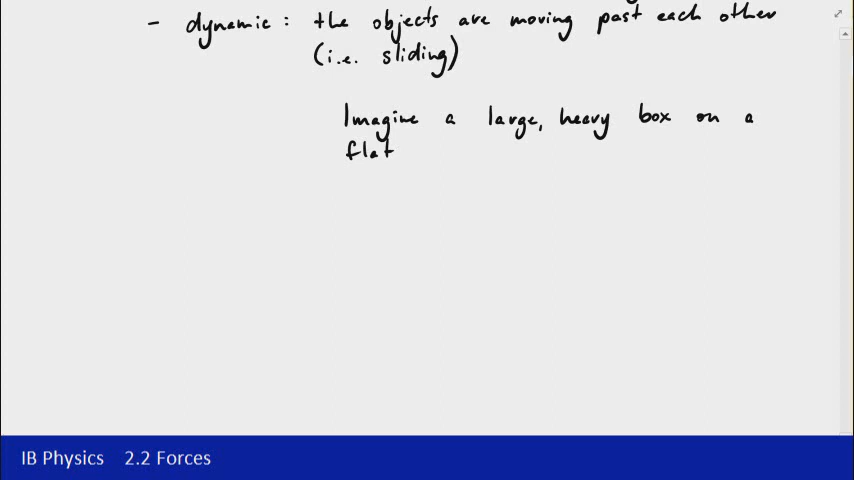 - dynamic: the objects are moving past each other
(i.e. sliding)
Imagine a large, heavy box on a
flat
IB Physics 2.2 Forces